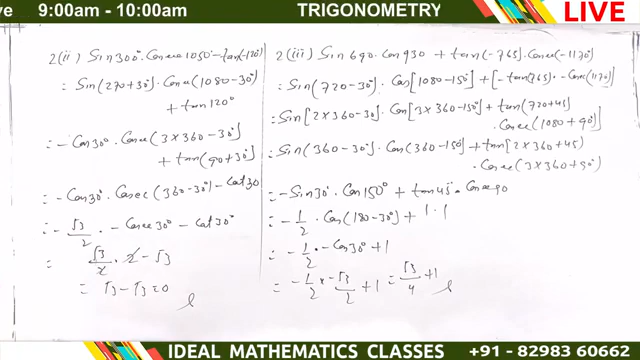 ve 9:00am - 10:00am TRIGONOMETRY LIVE
2(ii) Sin300°·Cosec1050°-tan(-120°)
= Sin(270+30°)·Cosec(1080-30°)
+tan120°
= -Cos30°·Cosec(3×360-30°)
+tan(90+30°)
= -Cos30°·Cosec(360-30°)-Cot30
= -√3/2 · -Cosec30°-Cot30°
= √3/2 · 2 - √3
= √3-√3=0
2(iii) Sin690·Cos930+tan(-765)·Cosec(-1170°)
= Sin(720-30°)·Cos[1080-150°]+[-tan(765)·-Cosec(1170)]
= Sin[2×360-30]·Cos[3×360-150°]+tan(720+45)
·Cosec(1080+90°)
= Sin(360-30°]·Cos(360-150)+tan[2×360+45)
·Cosec(3×360+90°)
= -Sin30°·Cos150°+tan45°·Cosec90
= -1/2 ·Cos(180-30°)+1·1
= -1/2 · -Cos30°+1
= -1/2 × -√3/2 +1 = √3/4 +1
IDEAL MATHEMATICS CLASSES +91 - 82983 60662